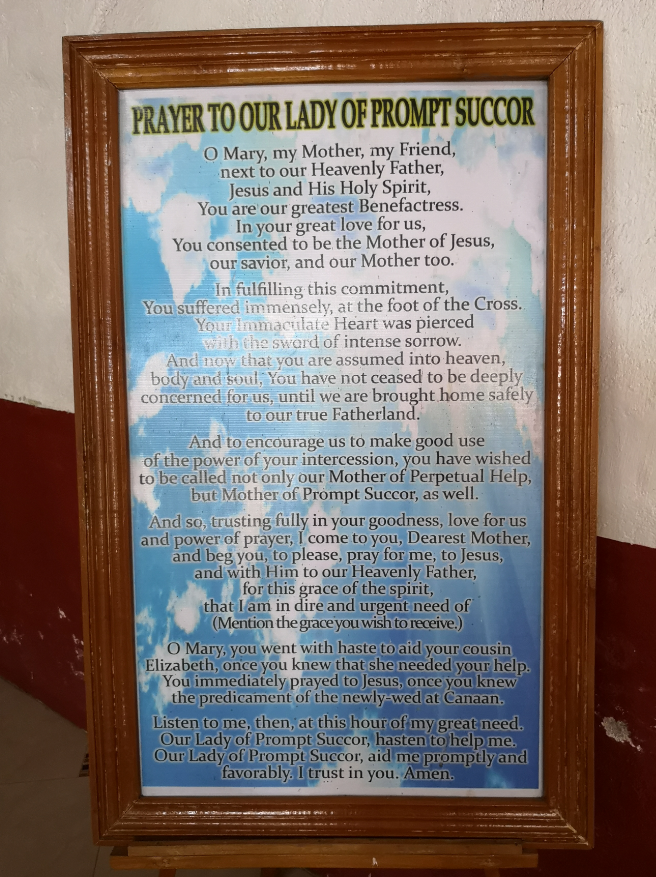 PRAYER TO OUR LADY OF PROMPT SUCCOR
O Mary, my Mother, my Friend,
next to our Heavenly Father,
Jesus and His Holy Spirit,
You are our greatest Benefactress.
In your great love for us,
You consented to be the Mother of Jesus,
our savior, and our Mother too.
In fulfilling this commitment,
You suffered immensely, at the foot of the Cross.
Your Immaculate Heart was pierced
with the sword of intense sorrow.
And now that you are assumed into heaven,
body and soul, You have not ceased to be deeply
concerned for us, until we are brought home safely
to our true Fatherland.
And to encourage us to make good use
of the power of your intercession, you have wished
to be called not only our Mother of Perpetual Help,
but Mother of Prompt Succor, as well.
And so, trusting fully in your goodness, love for us
and power of prayer, I come to you, Dearest Mother,
and beg you, to please, pray for me, to Jesus,
and with Him to our Heavenly Father,
for this grace of the spirit,
that I am in dire and urgent need of
(Mention the grace you wish to receive.)
O Mary, you went with haste to aid your cousin
Elizabeth, once you knew that she needed your help.
You immediately prayed to Jesus, once you knew
the predicament of the newly-wed at Canaan.
Listen to me, then, at this hour of my great need.
Our Lady of Prompt Succor, hasten to help me.
Our Lady of Prompt Succor, aid me promptly and
favorably. I trust in you. Amen.